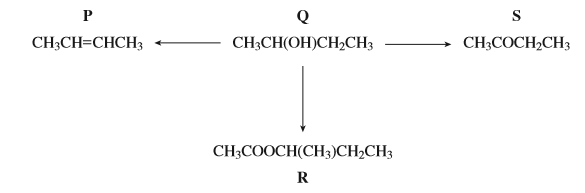 P Q S
CH₃CH=CHCH₃ CH₃CH(OH)CH₂CH₃ CH₃COCH₂CH₃
CH₃COOCH(CH₃)CH₂CH₃
R